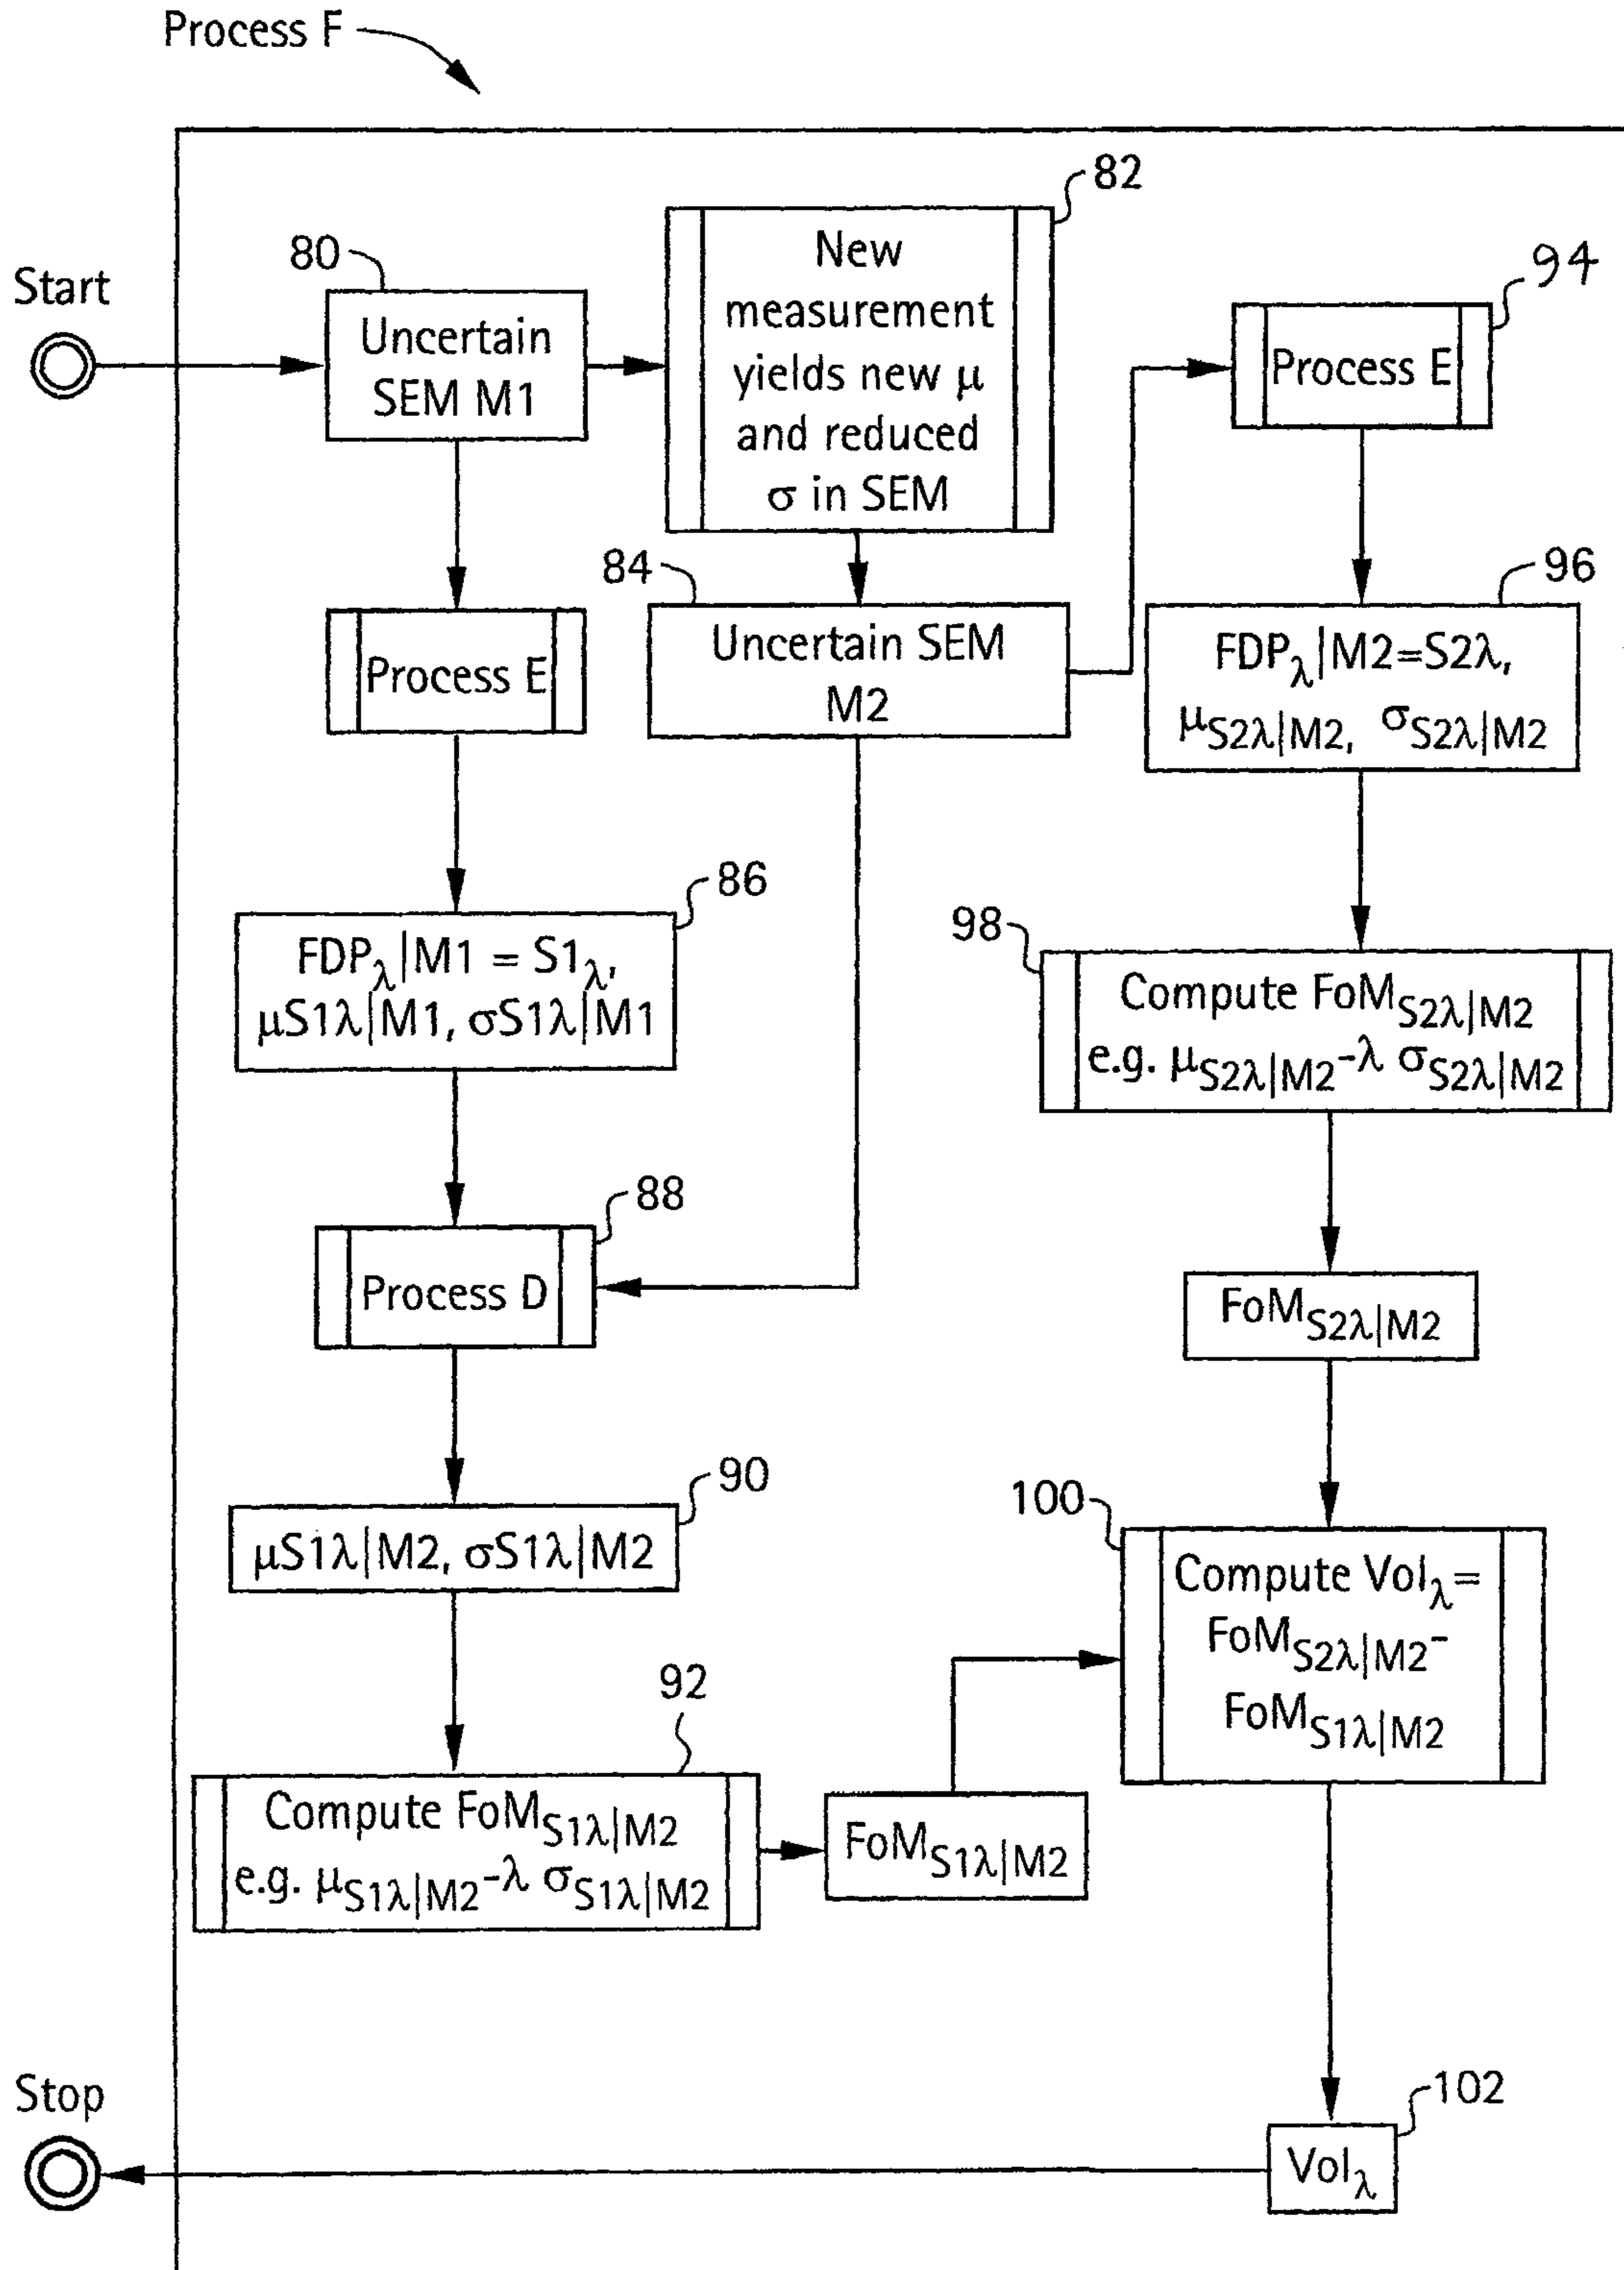 Process F
82
New
measurement
yields new μ
and reduced
σ in SEM
80
Start
Uncertain
SEM M1
94
Process E
84
Uncertain SEM
M2
96
FDPλ|M2=S2λ,
μS2λ|M2, σS2λ|M2
Process E
86
FDPλ|M1 = S1λ,
μS1λ|M1, σS1λ|M1
98
Compute FoMS2λ|M2
e.g. μS2λ|M2-λ σS2λ|M2
88
Process D
FoMS2λ|M2
90
μS1λ|M2, σS1λ|M2
100
Compute VoIλ=
FoMS2λ|M2-
FoMS1λ|M2
92
Compute FoMS1λ|M2
e.g. μS1λ|M2-λ σS1λ|M2
FoMS1λ|M2
Stop
102
VoIλ